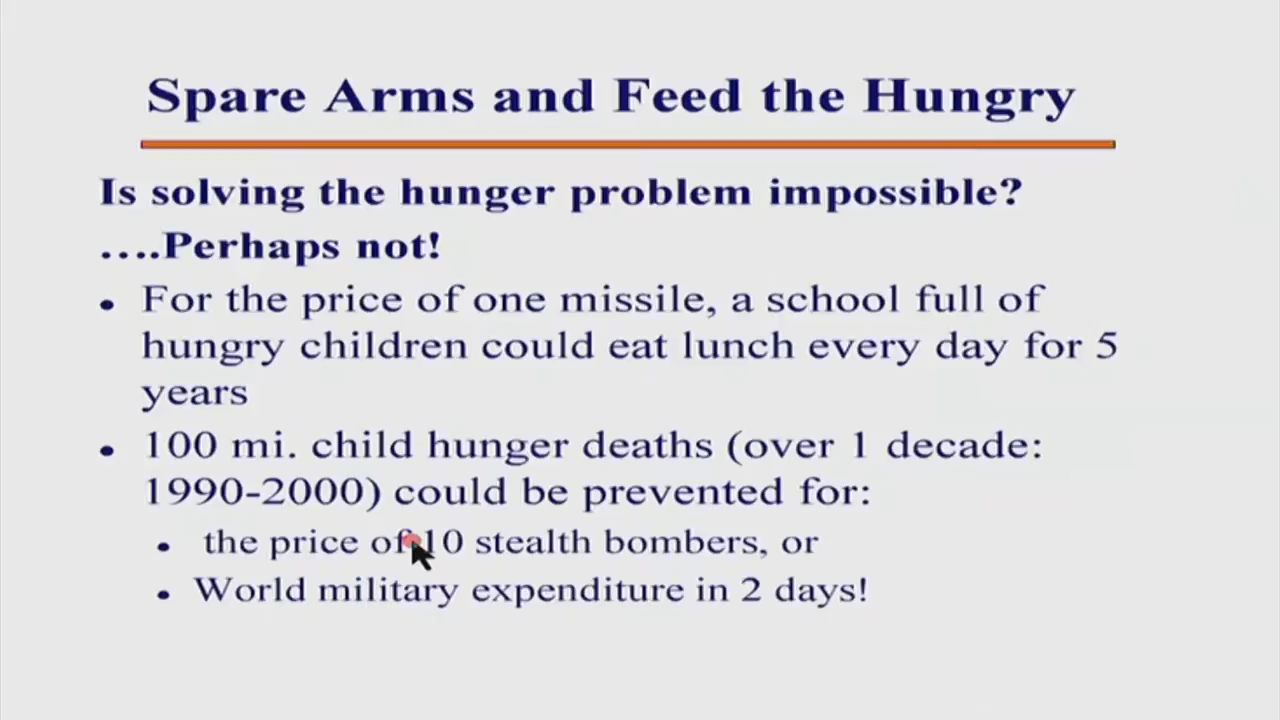 Spare Arms and Feed the Hungry
Is solving the hunger problem impossible?
....Perhaps not!
• For the price of one missile, a school full of
hungry children could eat lunch every day for 5
years
• 100 mi. child hunger deaths (over 1 decade:
1990-2000) could be prevented for:
• the price of 10 stealth bombers, or
• World military expenditure in 2 days!